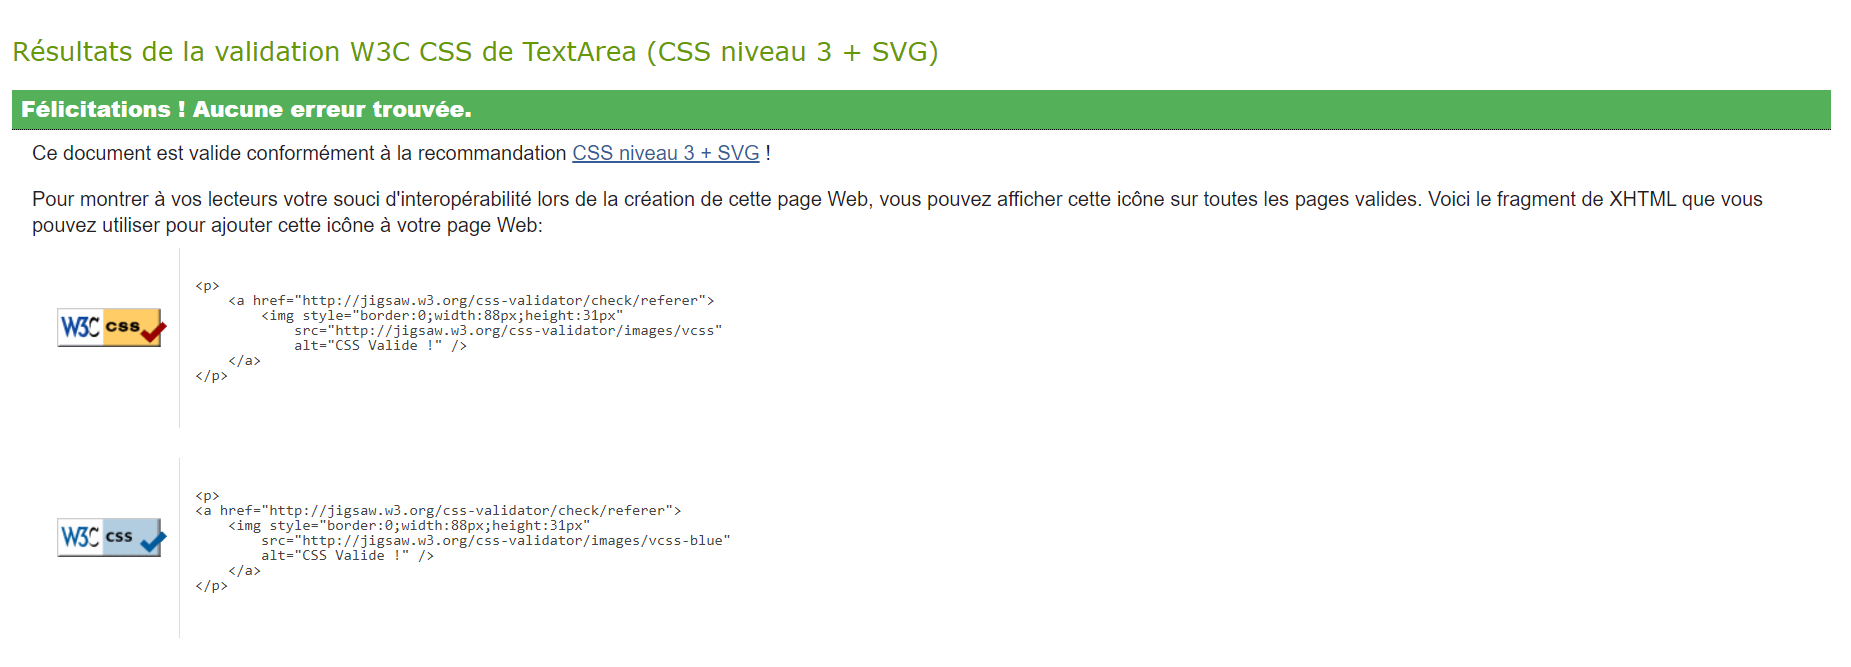 Résultats de la validation W3C CSS de TextArea (CSS niveau 3 + SVG)
Félicitations ! Aucune erreur trouvée.
Ce document est valide conformément à la recommandation CSS niveau 3 + SVG !
Pour montrer à vos lecteurs votre souci d'interopérabilité lors de la création de cette page Web, vous pouvez afficher cette icône sur toutes les pages valides. Voici le fragment de XHTML que vous
pouvez utiliser pour ajouter cette icône à votre page Web:
W3C css
<p>
    <a href="http://jigsaw.w3.org/css-validator/check/referer">
        <img style="border:0;width:88px;height:31px"
            src="http://jigsaw.w3.org/css-validator/images/vcss"
            alt="CSS Valide !" />
    </a>
</p>
W3C css
<p>
<a href="http://jigsaw.w3.org/css-validator/check/referer">
    <img style="border:0;width:88px;height:31px"
        src="http://jigsaw.w3.org/css-validator/images/vcss-blue"
        alt="CSS Valide !" />
    </a>
</p>